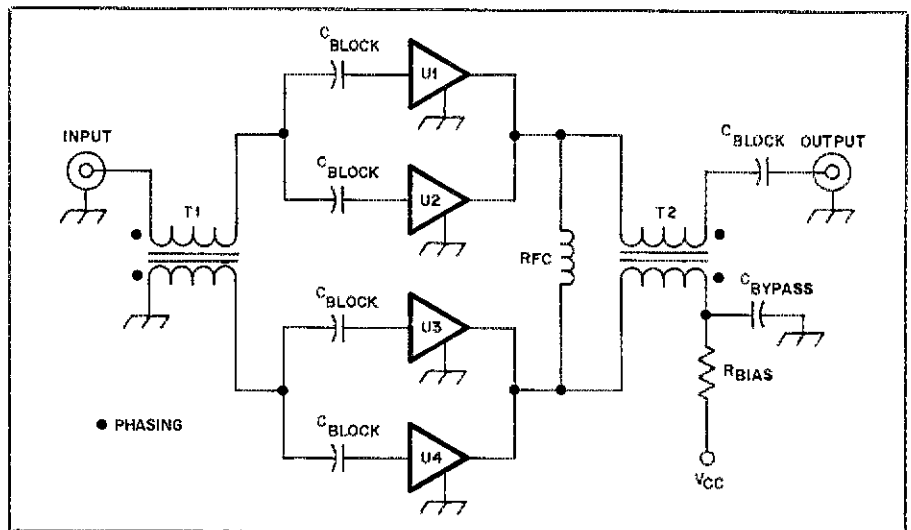 CBLOCK
U1
INPUT
CBLOCK
OUTPUT
CBLOCK
U2
T1
T2
RFC
CBYPASS
CBLOCK
U3
RBIAS
CBLOCK
● PHASING
U4
VCC